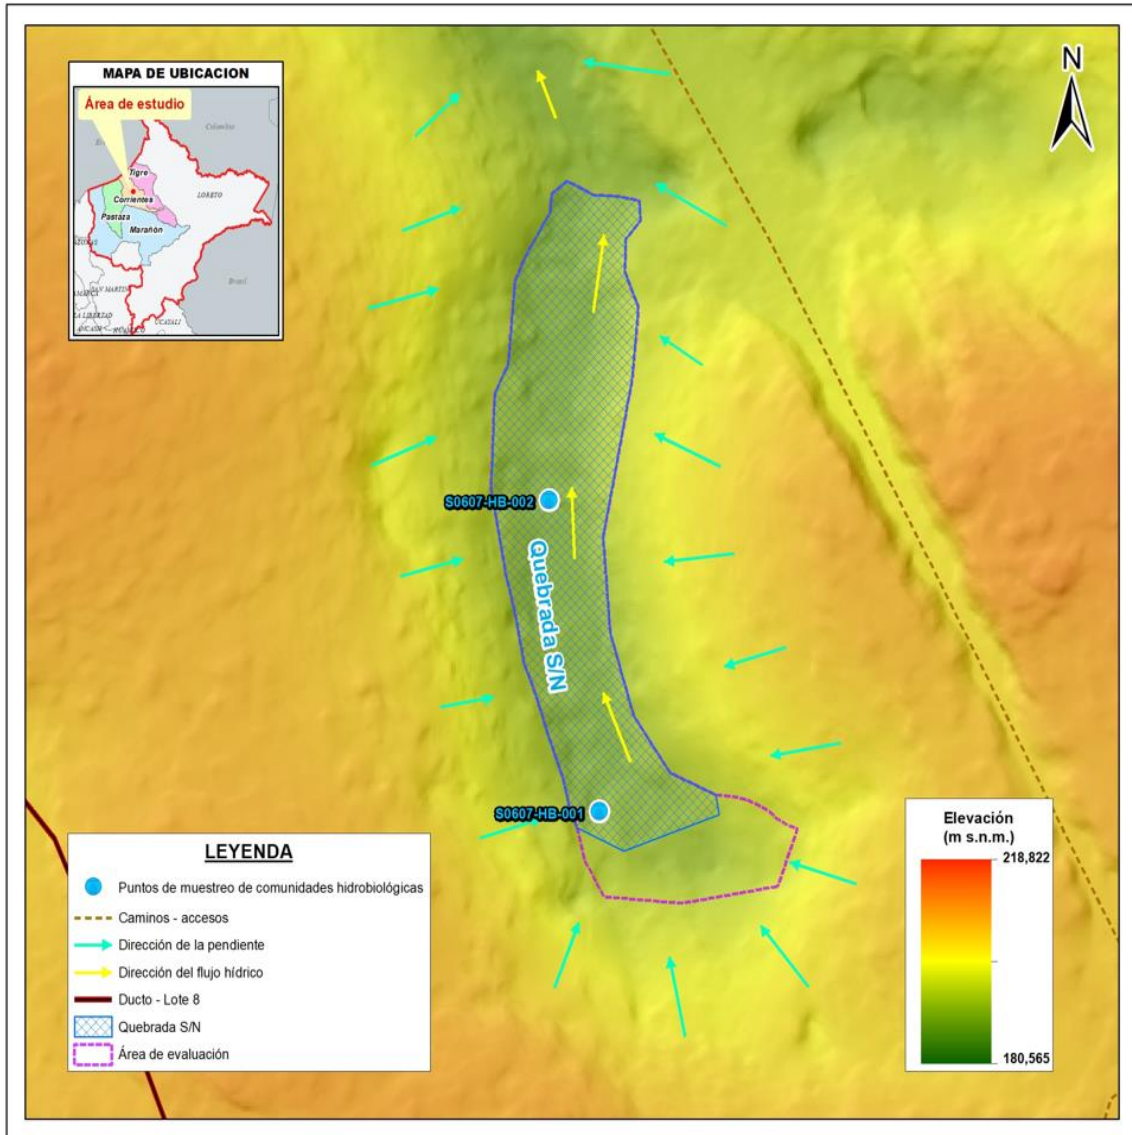 MAPA DE UBICACION
Área de estudio
Colombia
Tigre
LORETO
Corrientes
Pastaza
Marañón
Brasil
SAN MARTIN
LA LIBERTAD
UCAYALI
N
S0607-HB-002
Quebrada S/N
S0607-HB-001
LEYENDA
Puntos de muestreo de comunidades hidrobiológicas
Caminos - accesos
Dirección de la pendiente
Dirección del flujo hídrico
Ducto - Lote 8
Quebrada S/N
Área de evaluación
Elevación
(m s.n.m.)
218,822
180,565